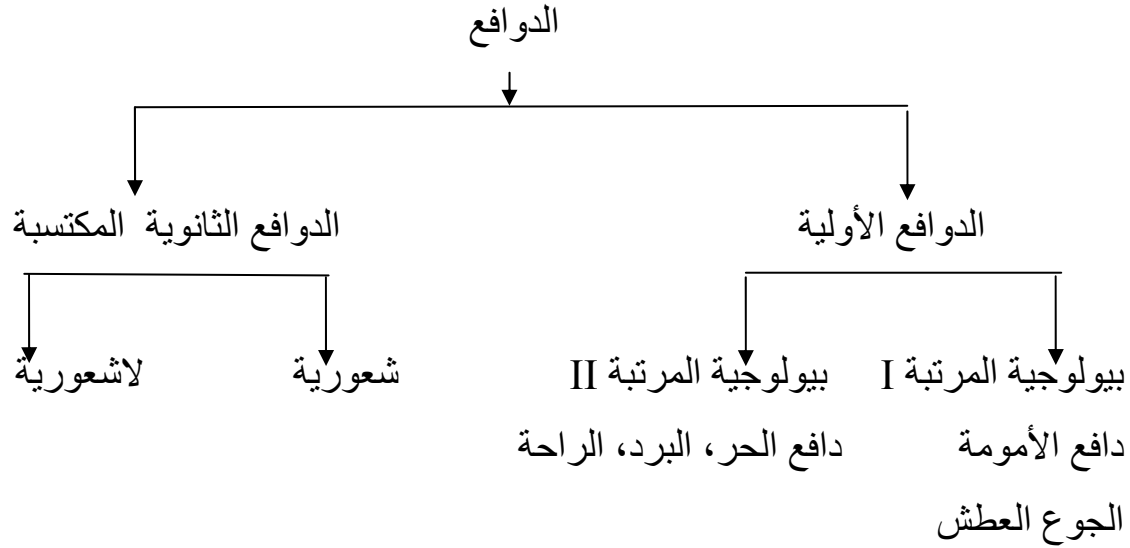 الدوافع
الدوافع الأولية الدوافع الثانوية المكتسبة
بيولوجية المرتبة I بيولوجية المرتبة II شعورية لاشعورية
دافع الأمومة دافع الحر، البرد، الراحة
الجوع العطش